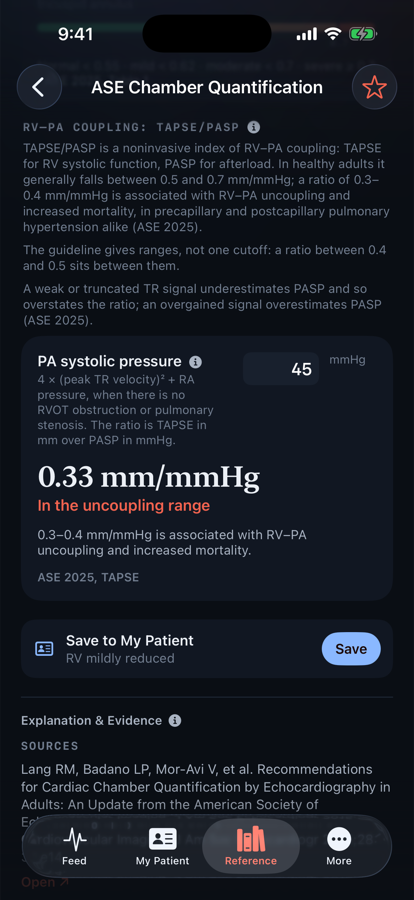 9:41
ASE Chamber Quantification
RV–PA COUPLING: TAPSE/PASP
TAPSE/PASP is a noninvasive index of RV–PA coupling: TAPSE
for RV systolic function, PASP for afterload. In healthy adults it
generally falls between 0.5 and 0.7 mm/mmHg; a ratio of 0.3–
0.4 mm/mmHg is associated with RV–PA uncoupling and
increased mortality, in precapillary and postcapillary pulmonary
hypertension alike (ASE 2025).
The guideline gives ranges, not one cutoff: a ratio between 0.4
and 0.5 sits between them.
A weak or truncated TR signal underestimates PASP and so
overstates the ratio; an overgained signal overestimates PASP
(ASE 2025).
PA systolic pressure
45 mmHg
4 × (peak TR velocity)² + RA
pressure, when there is no
RVOT obstruction or pulmonary
stenosis. The ratio is TAPSE in
mm over PASP in mmHg.
0.33 mm/mmHg
In the uncoupling range
0.3–0.4 mm/mmHg is associated with RV–PA
uncoupling and increased mortality.
ASE 2025, TAPSE
Save to My Patient
RV mildly reduced
Save
Explanation & Evidence
SOURCES
Lang RM, Badano LP, Mor-Avi V, et al. Recommendations
for Cardiac Chamber Quantification by Echocardiography in
Adults: An Update from the American Society of
Feed
My Patient
Reference
More
Open ↗